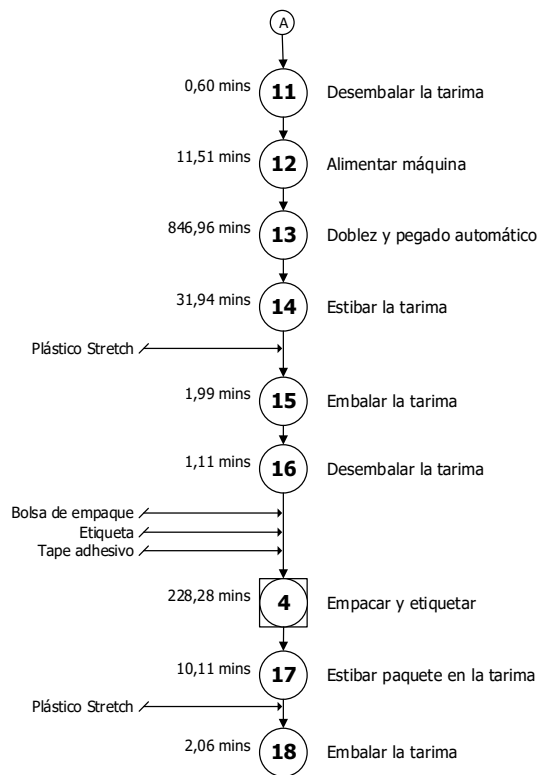 A
0,60 mins 11 Desembalar la tarima
11,51 mins 12 Alimentar máquina
846,96 mins 13 Doblez y pegado automático
31,94 mins 14 Estibar la tarima
Plástico Stretch
1,99 mins 15 Embalar la tarima
1,11 mins 16 Desembalar la tarima
Bolsa de empaque
Etiqueta
Tape adhesivo
228,28 mins 4 Empacar y etiquetar
10,11 mins 17 Estibar paquete en la tarima
Plástico Stretch
2,06 mins 18 Embalar la tarima